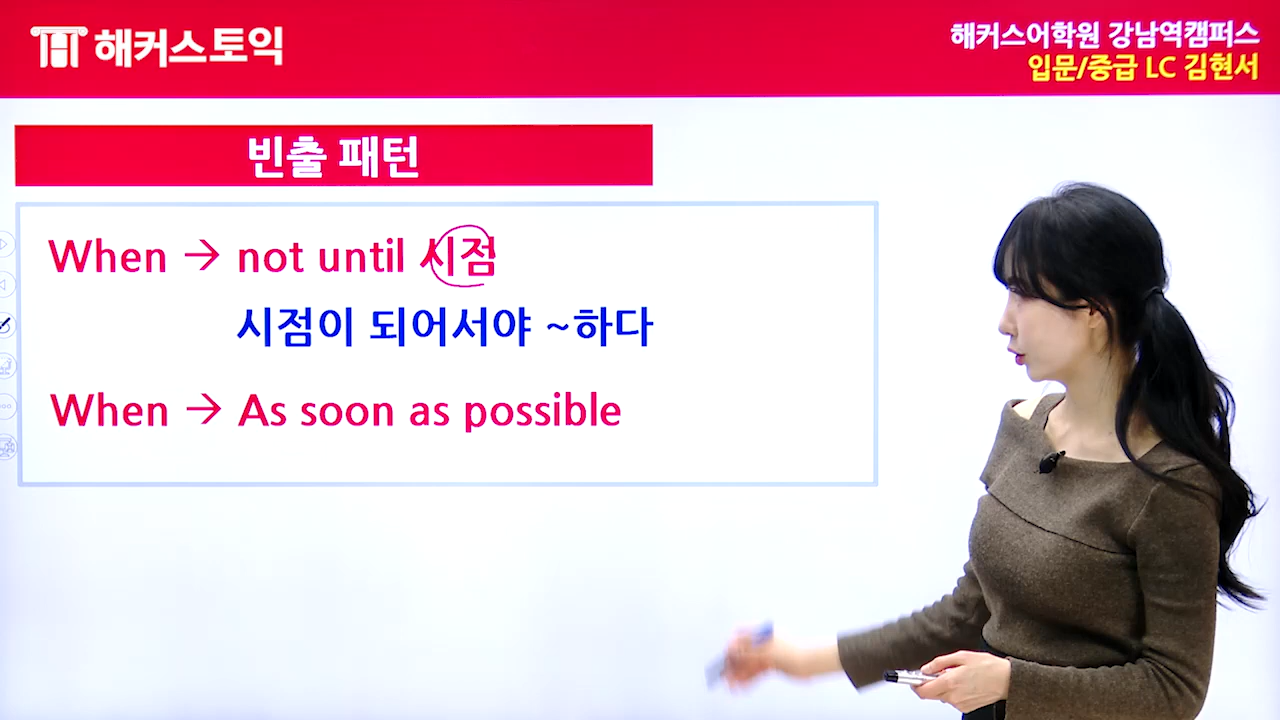 해커스토익
해커스어학원 강남역캠퍼스
입문/중급 LC 김현서
빈출 패턴
When → not until 시점
시점이 되어서야 ~하다
When → As soon as possible